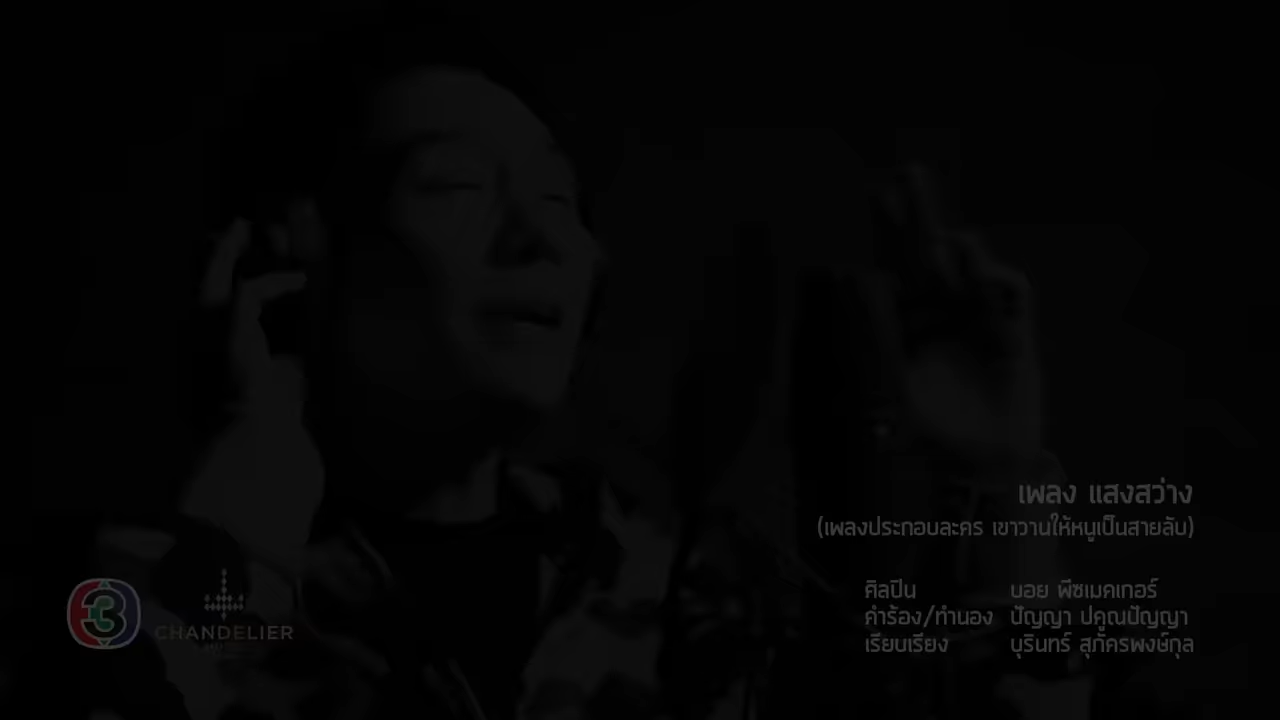 เพลง แสงสว่าง
(เพลงประกอบละคร เขาวานให้หนูเป็นสายลับ)
ศิลปิน บอย พีซเมคเกอร์
คำร้อง/ทำนอง ปัญญา ปคูณปัญญา
เรียบเรียง บุรินทร์ สุภัครพงษ์กุล
3
CHANDELIER